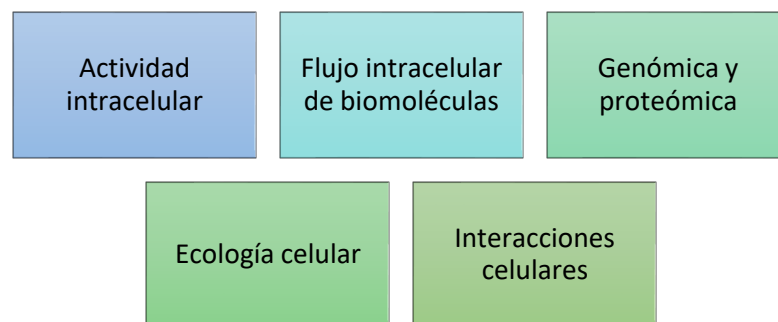 Actividad
intracelular
Flujo intracelular
de biomoléculas
Genómica y
proteómica
Ecología celular
Interacciones
celulares